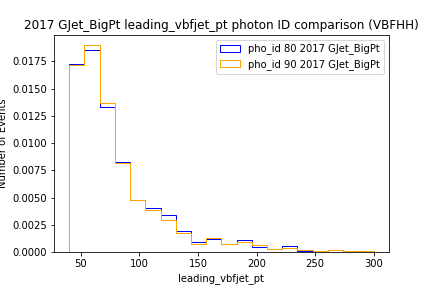 2017 GJet_BigPt leading_vbfjet_pt photon ID comparison (VBFHH)
pho_id 80 2017 GJet_BigPt
pho_id 90 2017 GJet_BigPt
0.0175
0.0150
0.0125
0.0100
0.0075
0.0050
0.0025
0.0000
Number of Events
50 100 150 200 250 300
leading_vbfjet_pt